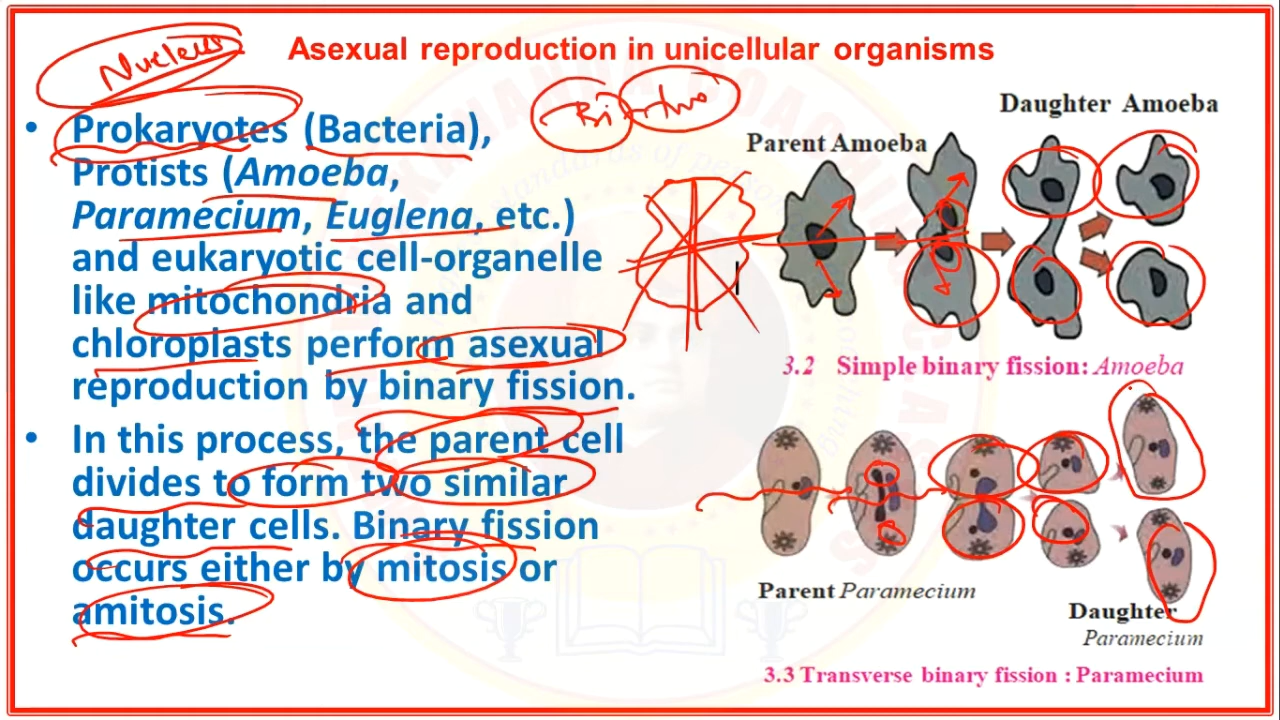 Asexual reproduction in unicellular organisms
Nucleus
Bi - two
• Prokaryotes (Bacteria),
Protists (Amoeba,
Paramecium, Euglena, etc.)
and eukaryotic cell-organelle
like mitochondria and
chloroplasts perform asexual
reproduction by binary fission.
• In this process, the parent cell
divides to form two similar
daughter cells. Binary fission
occurs either by mitosis or
amitosis.
Daughter Amoeba
Parent Amoeba
3.2 Simple binary fission: Amoeba
Parent Paramecium
Daughter
Paramecium
3.3 Transverse binary fission : Paramecium